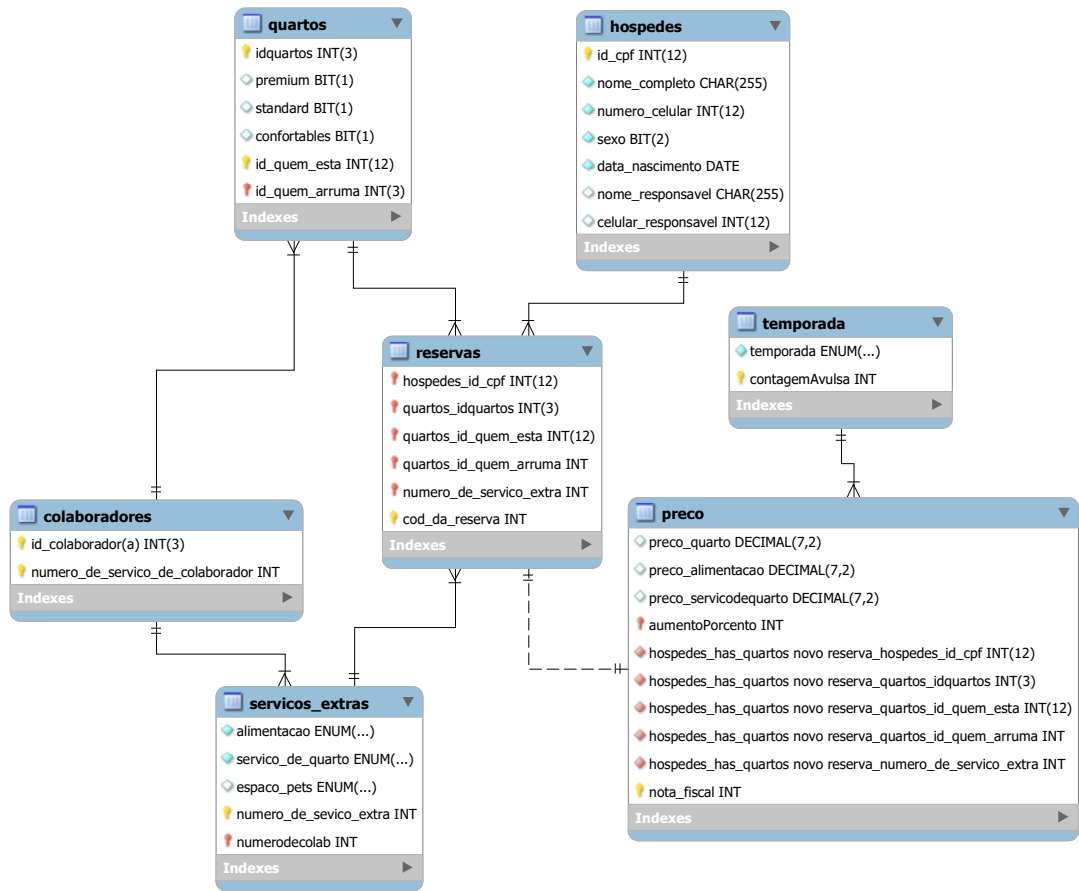 quartos
idquartos INT(3)
premium BIT(1)
standard BIT(1)
confortables BIT(1)
id_quem_esta INT(12)
id_quem_arruma INT(3)
Indexes
hospedes
id_cpf INT(12)
nome_completo CHAR(255)
numero_celular INT(12)
sexo BIT(2)
data_nascimento DATE
nome_responsavel CHAR(255)
celular_responsavel INT(12)
Indexes
reservas
hospedes_id_cpf INT(12)
quartos_idquartos INT(3)
quartos_id_quem_esta INT(12)
quartos_id_quem_arruma INT
numero_de_servico_extra INT
cod_da_reserva INT
Indexes
temporada
temporada ENUM(...)
contagemAvulsa INT
Indexes
colaboradores
id_colaborador(a) INT(3)
numero_de_servico_de_colaborador INT
Indexes
preco
preco_quarto DECIMAL(7,2)
preco_alimentacao DECIMAL(7,2)
preco_servicodequarto DECIMAL(7,2)
aumentoPorcento INT
hospedes_has_quartos novo reserva_hospedes_id_cpf INT(12)
hospedes_has_quartos novo reserva_quartos_idquartos INT(3)
hospedes_has_quartos novo reserva_quartos_id_quem_esta INT(12)
hospedes_has_quartos novo reserva_quartos_id_quem_arruma INT
hospedes_has_quartos novo reserva_numero_de_servico_extra INT
nota_fiscal INT
Indexes
servicos_extras
alimentacao ENUM(...)
servico_de_quarto ENUM(...)
espaco_pets ENUM(...)
numero_de_sevico_extra INT
numerodecolab INT
Indexes